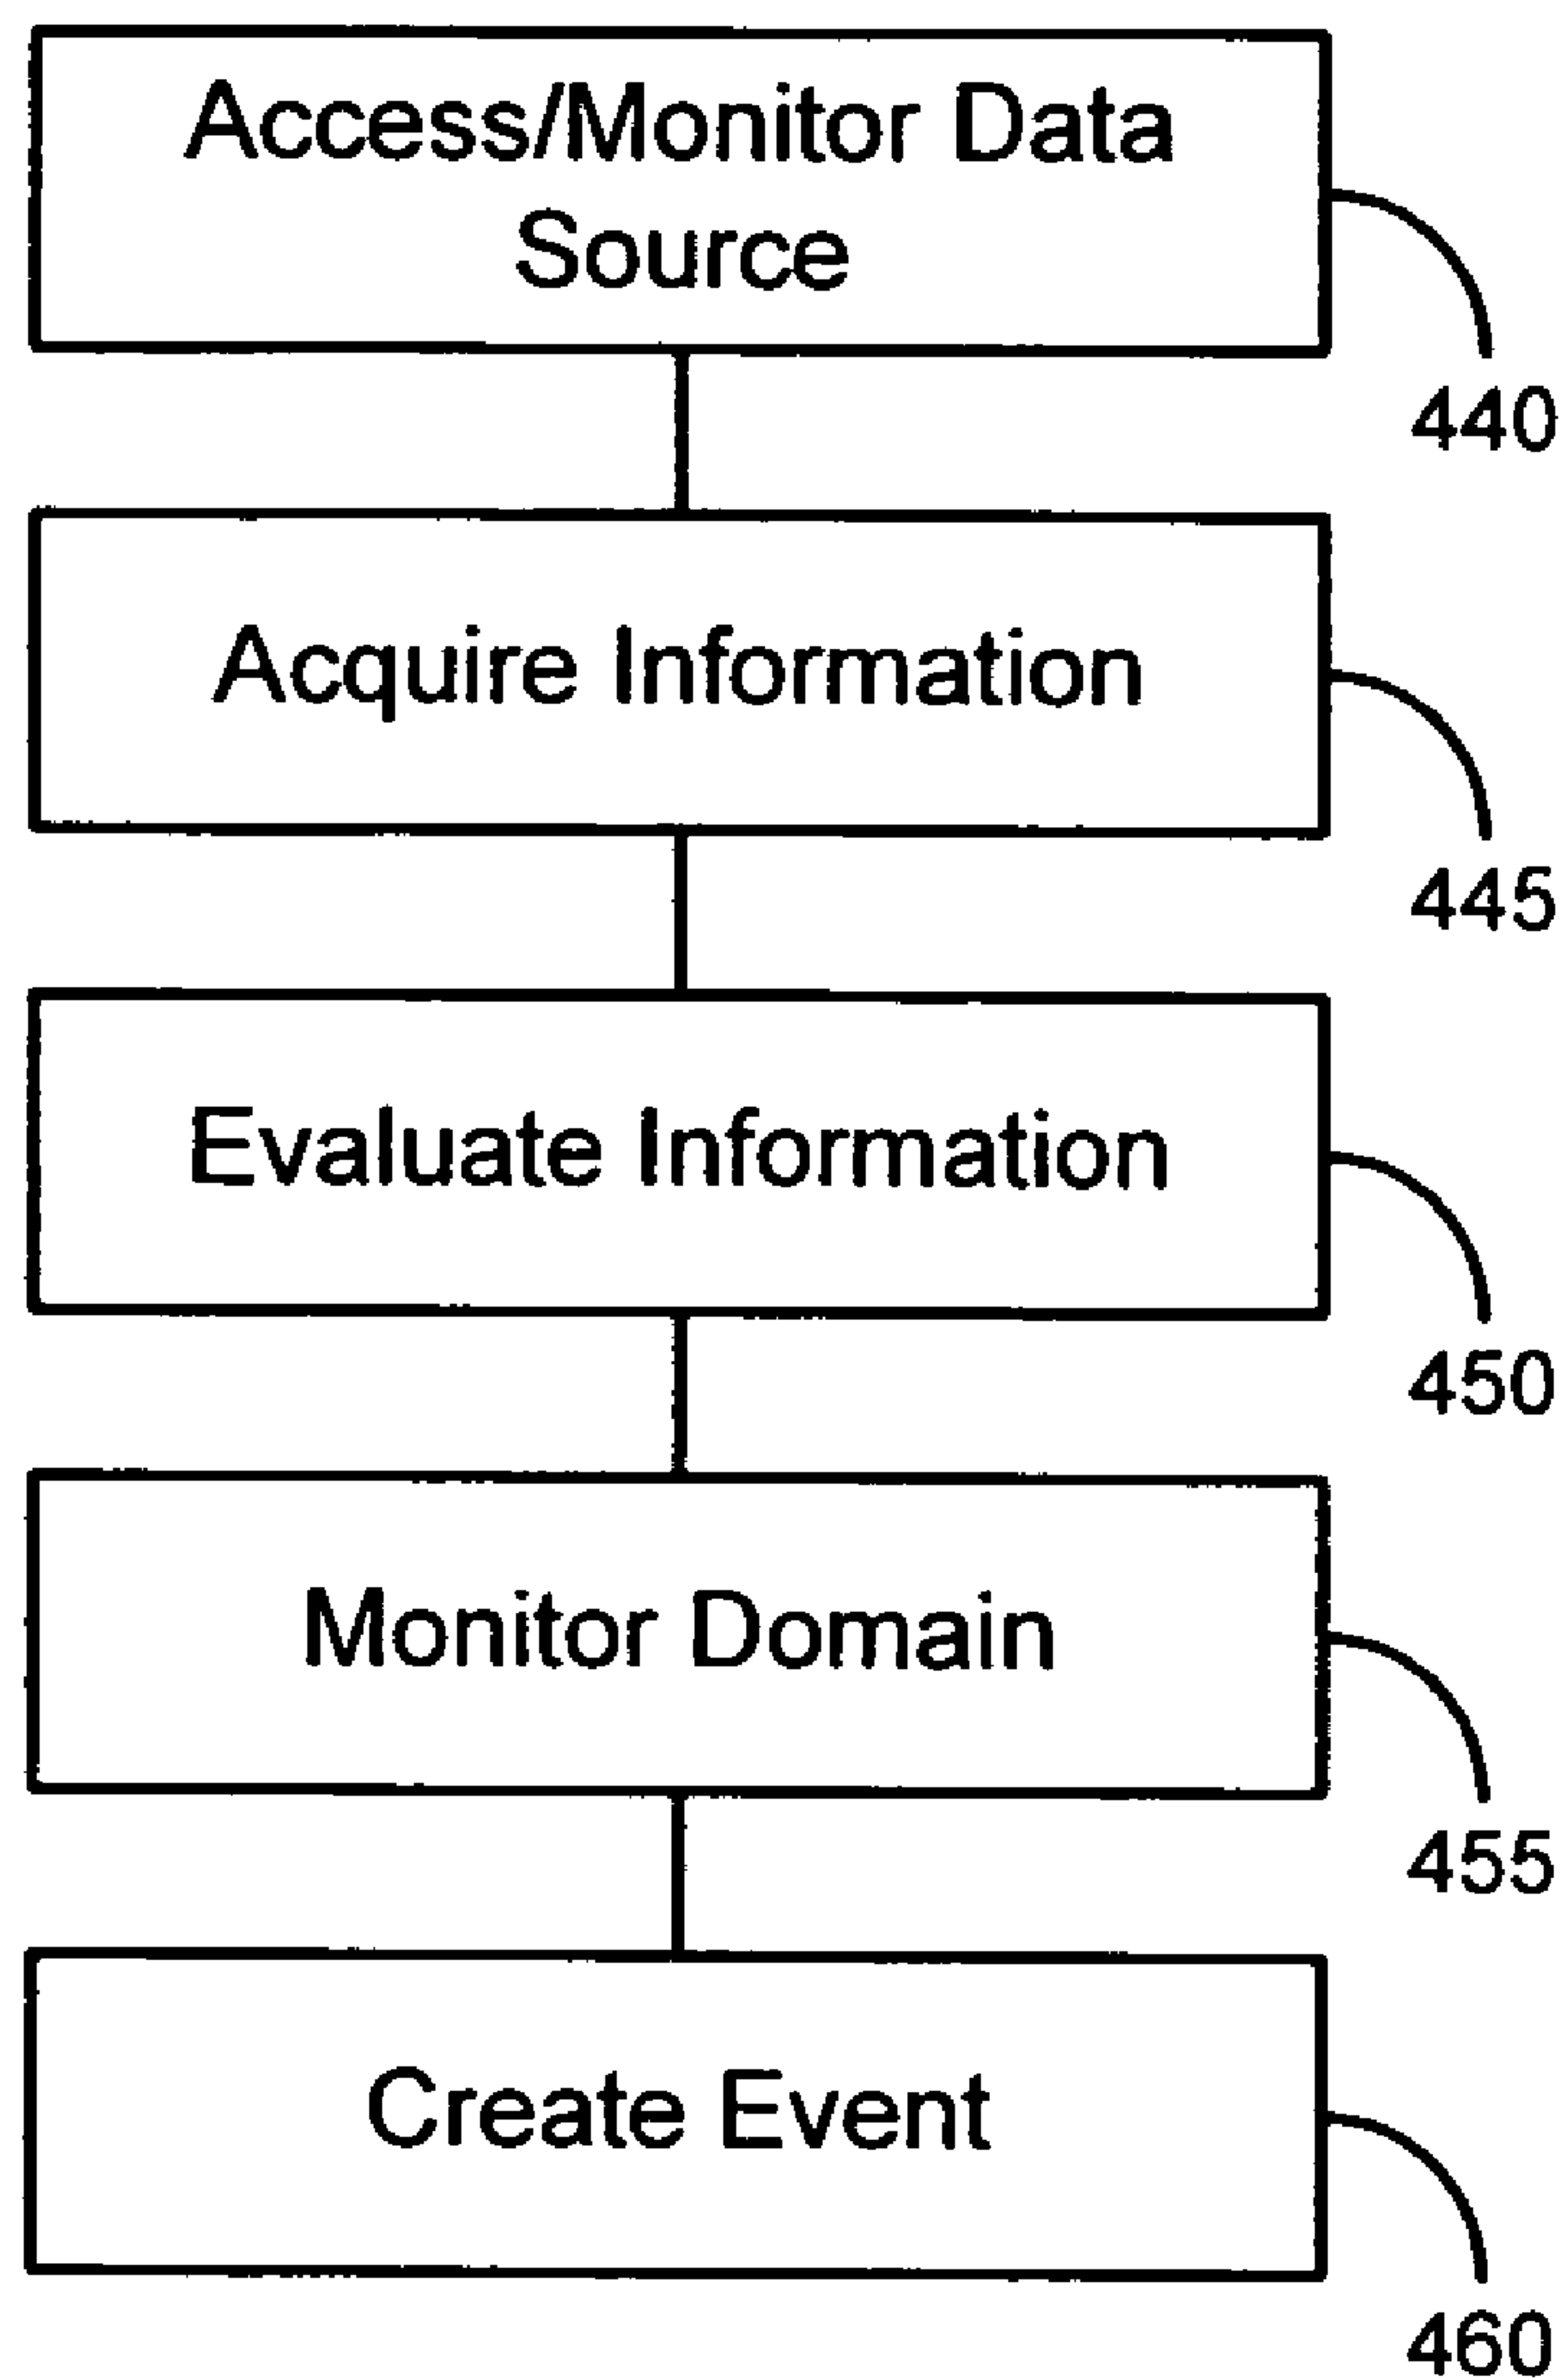 Access/Monitor Data
Source
440
Acquire Information
445
Evaluate Information
450
Monitor Domain
455
Create Event
460